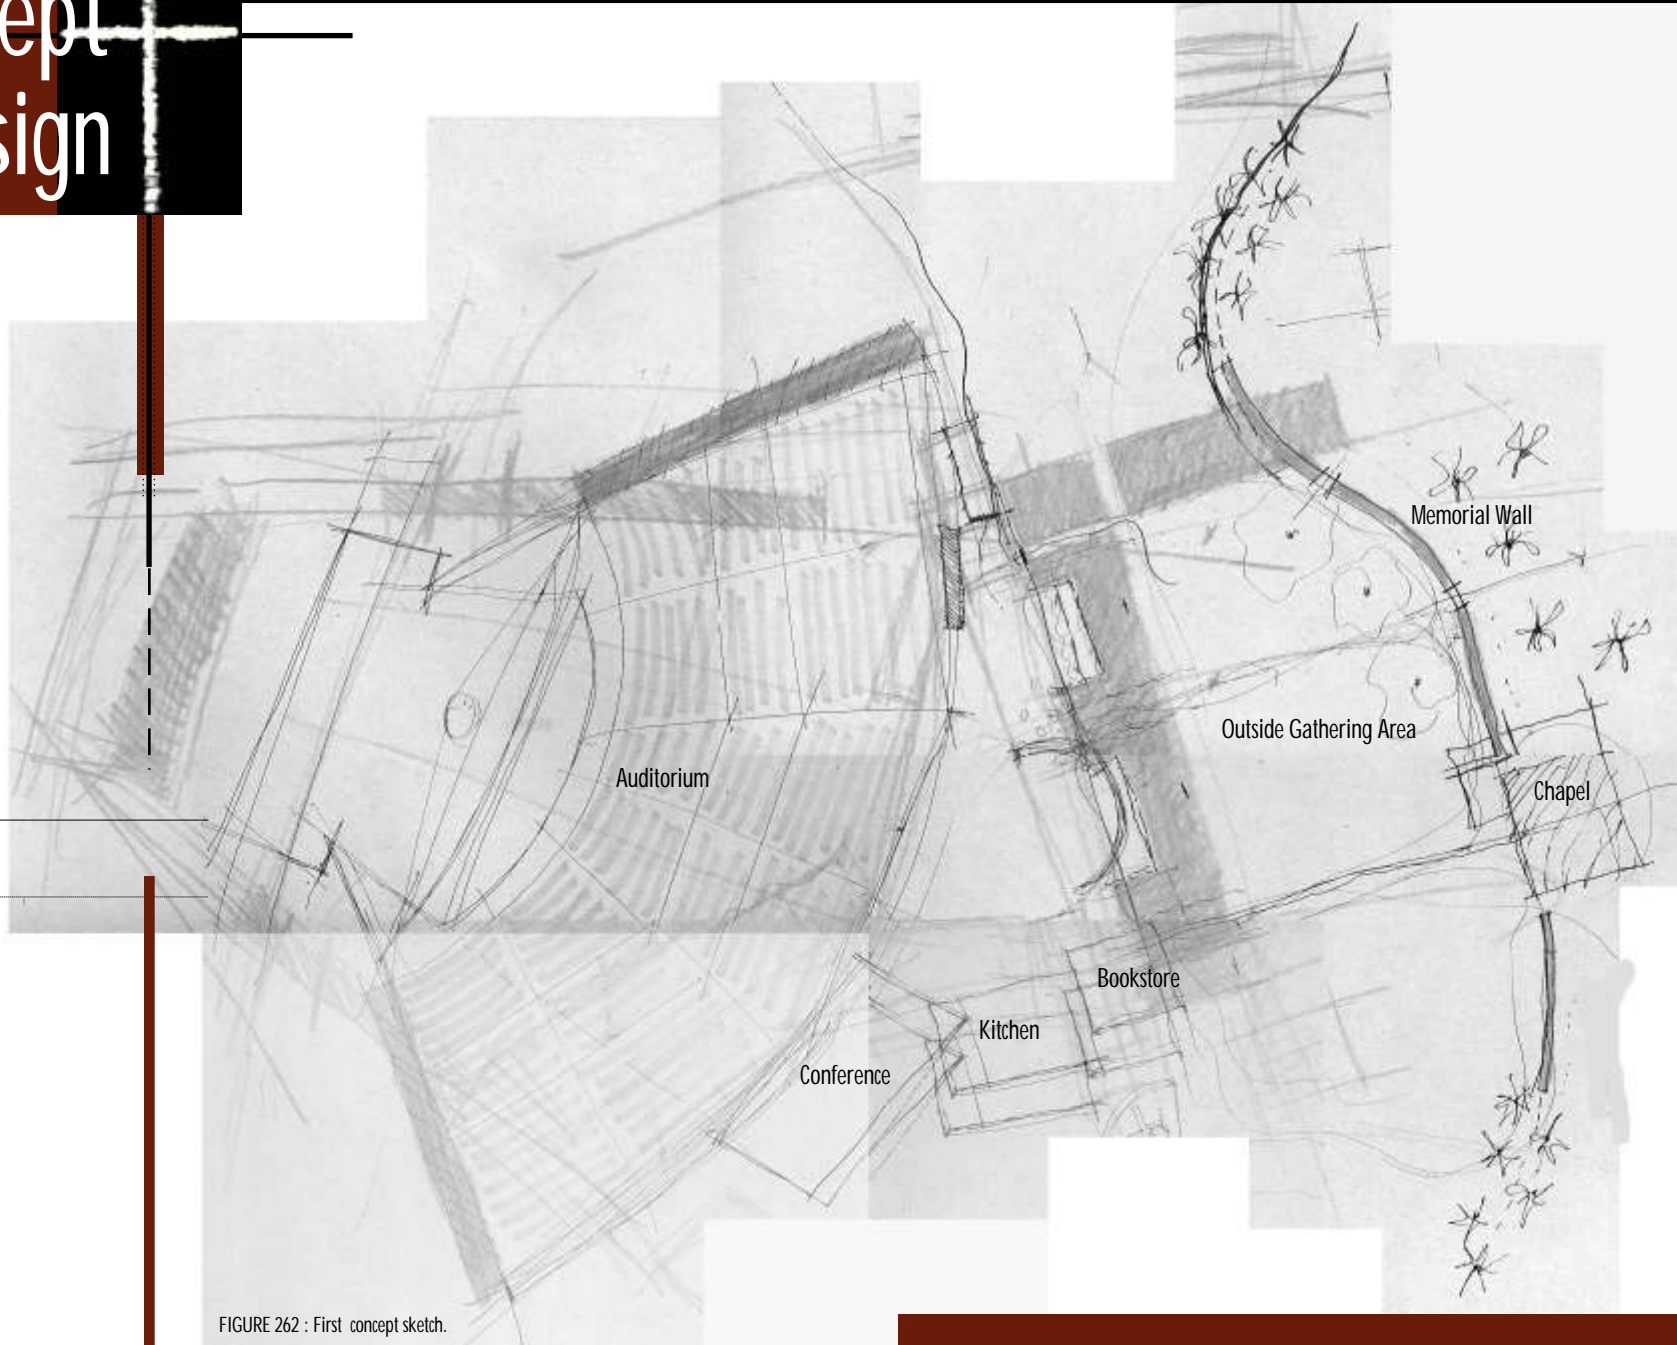 ept
sign
Memorial Wall
Outside Gathering Area
Auditorium
Chapel
Bookstore
Kitchen
Conference
FIGURE 262 : First concept sketch.